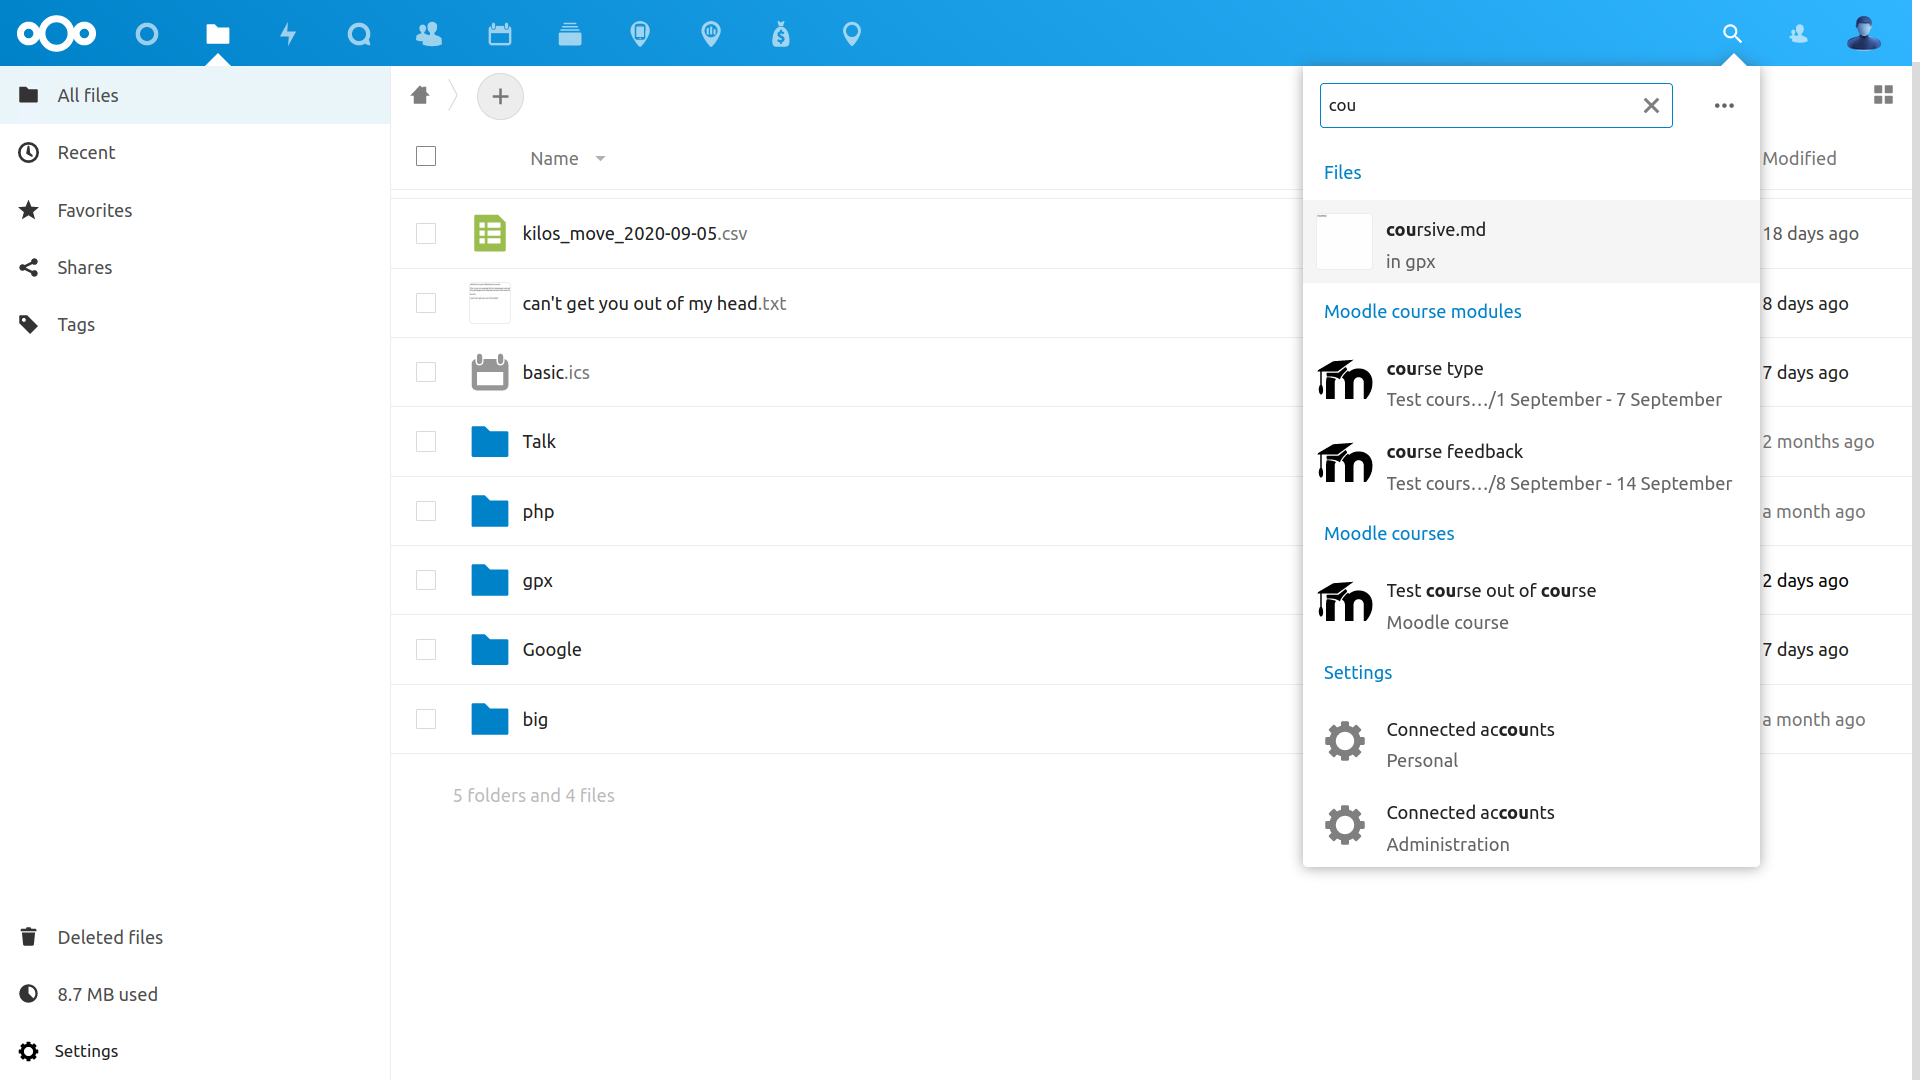 All files
Recent
Favorites
Shares
Tags
Deleted files
8.7 MB used
Settings
Name
Modified
kilos_move_2020-09-05.csv
18 days ago
can't get you out of my head.txt
8 days ago
basic.ics
7 days ago
Talk
2 months ago
php
a month ago
gpx
2 days ago
Google
7 days ago
big
a month ago
5 folders and 4 files
cou
Files
coursive.md
in gpx
Moodle course modules
course type
Test cours…/1 September - 7 September
course feedback
Test cours…/8 September - 14 September
Moodle courses
Test course out of course
Moodle course
Settings
Connected accounts
Personal
Connected accounts
Administration